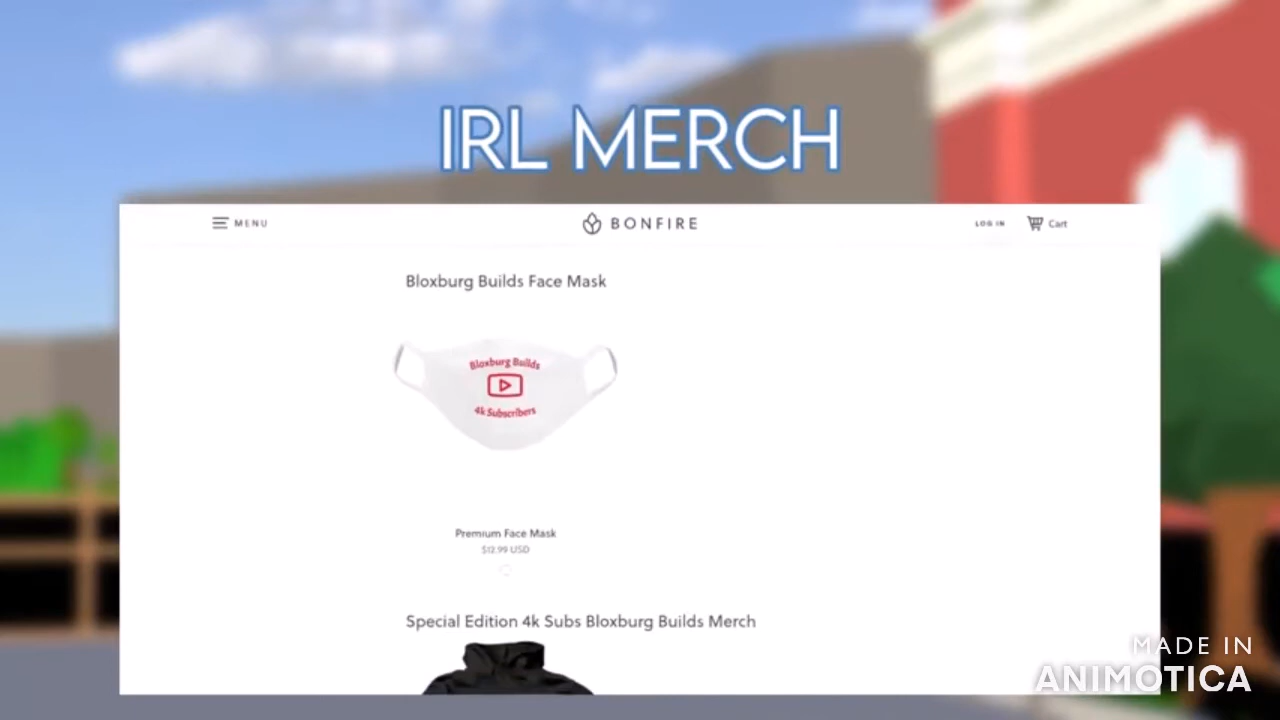 IRL MERCH
MENU
BONFIRE
LOG IN
Cart
Bloxburg Builds Face Mask
Bloxburg Builds
4k Subscribers
Premium Face Mask
$12.99 USD
Special Edition 4k Subs Bloxburg Builds Merch
MADE IN
ANIMOTICA